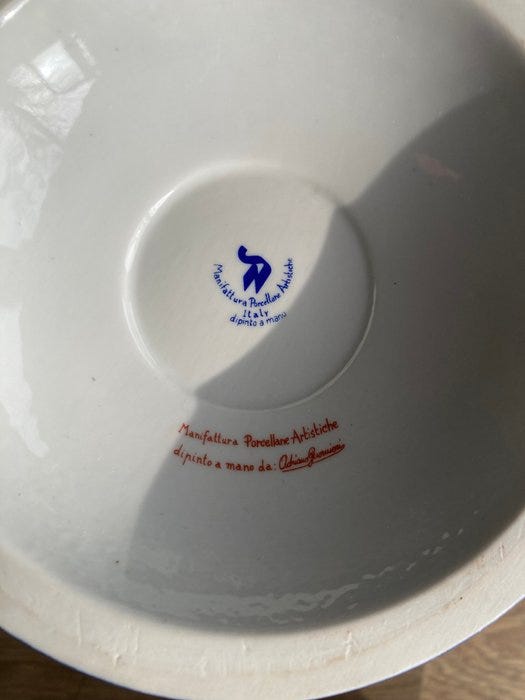 Manifattura Porcellane Artistiche
Italy
dipinto a mano
Manifattura Porcellane Artistiche
dipinto a mano da: